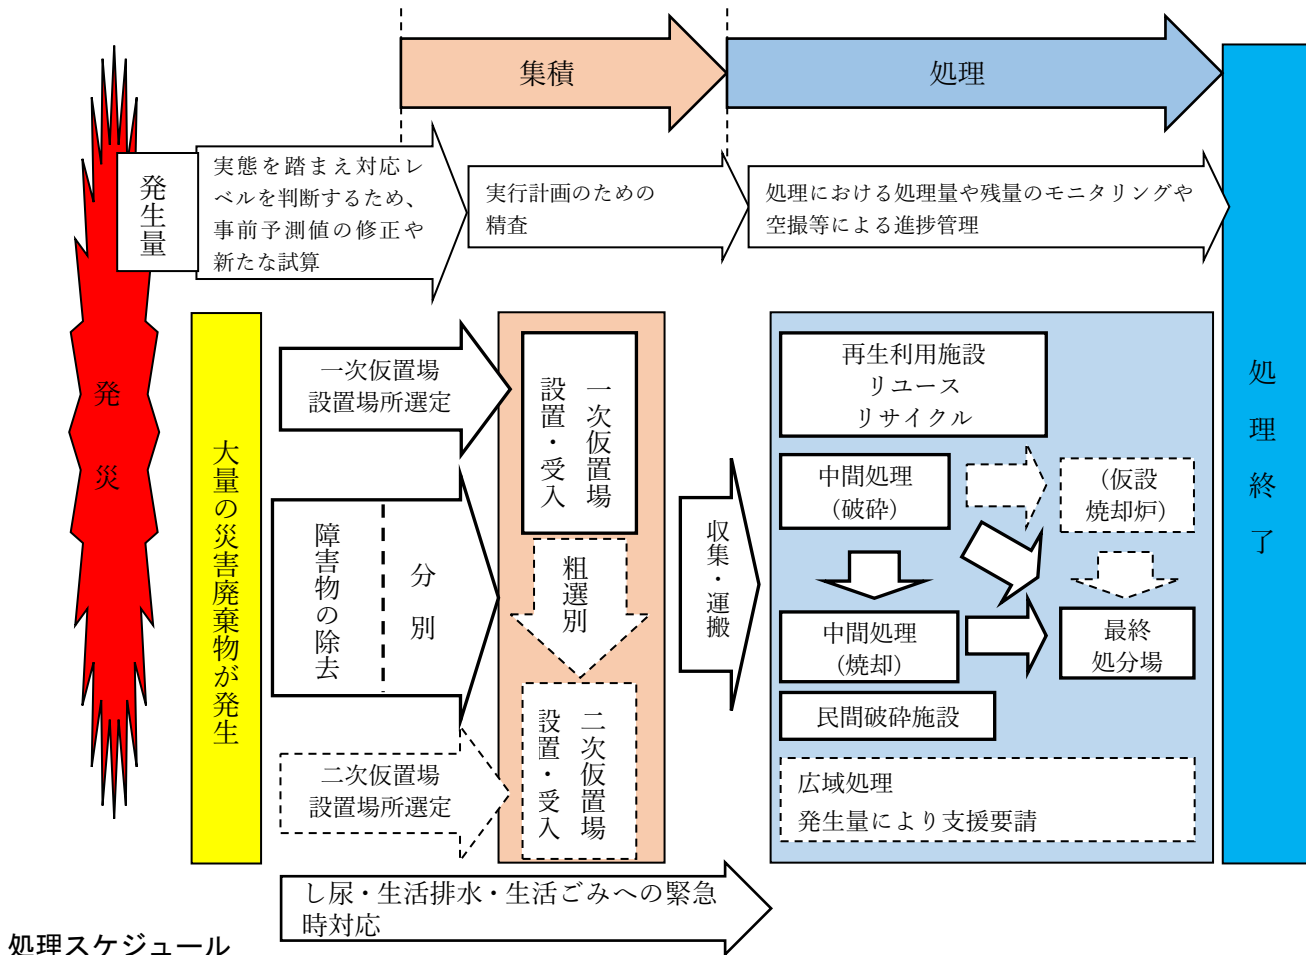 集積
処理
発生量
実態を踏まえ対応レ
ベルを判断するため、
事前予測値の修正や
新たな試算
実行計画のための
精査
処理における処理量や残量のモニタリングや
空撮等による進捗管理
発災
大量の災害廃棄物が発生
一次仮置場
設置場所選定
障害物の除去
分別
二次仮置場
設置場所選定
一次仮置場
設置・受入
粗選別
二次仮置場
設置・受入
収集・運搬
再生利用施設
リユース
リサイクル
中間処理
（破砕）
（仮設
焼却炉）
中間処理
（焼却）
最終
処分場
民間破砕施設
広域処理
発生量により支援要請
処理終了
し尿・生活排水・生活ごみへの緊急
時対応
処理スケジュール